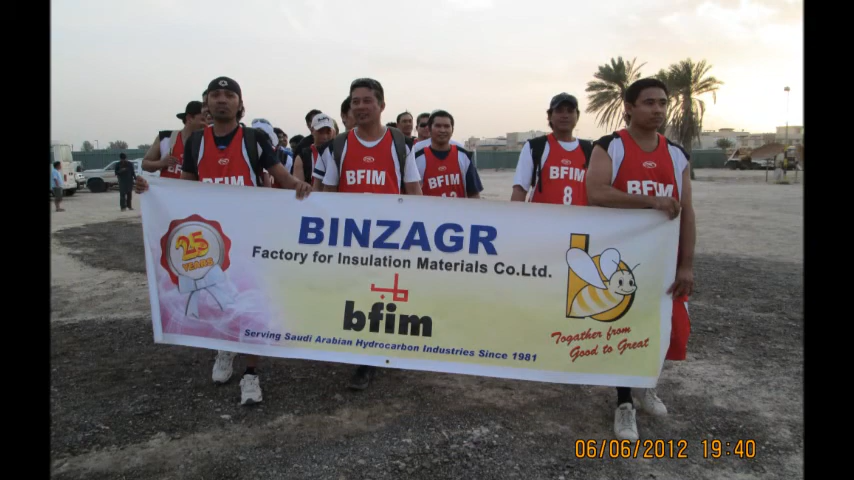 BFIM
BFIM
BFIM
BFIM
8
BFIM
25
YEARS
BINZAGR
Factory for Insulation Materials Co.Ltd.
bfim
Serving Saudi Arabian Hydrocarbon Industries Since 1981
b
Togather from
Good to Great
06/06/2012 19:40